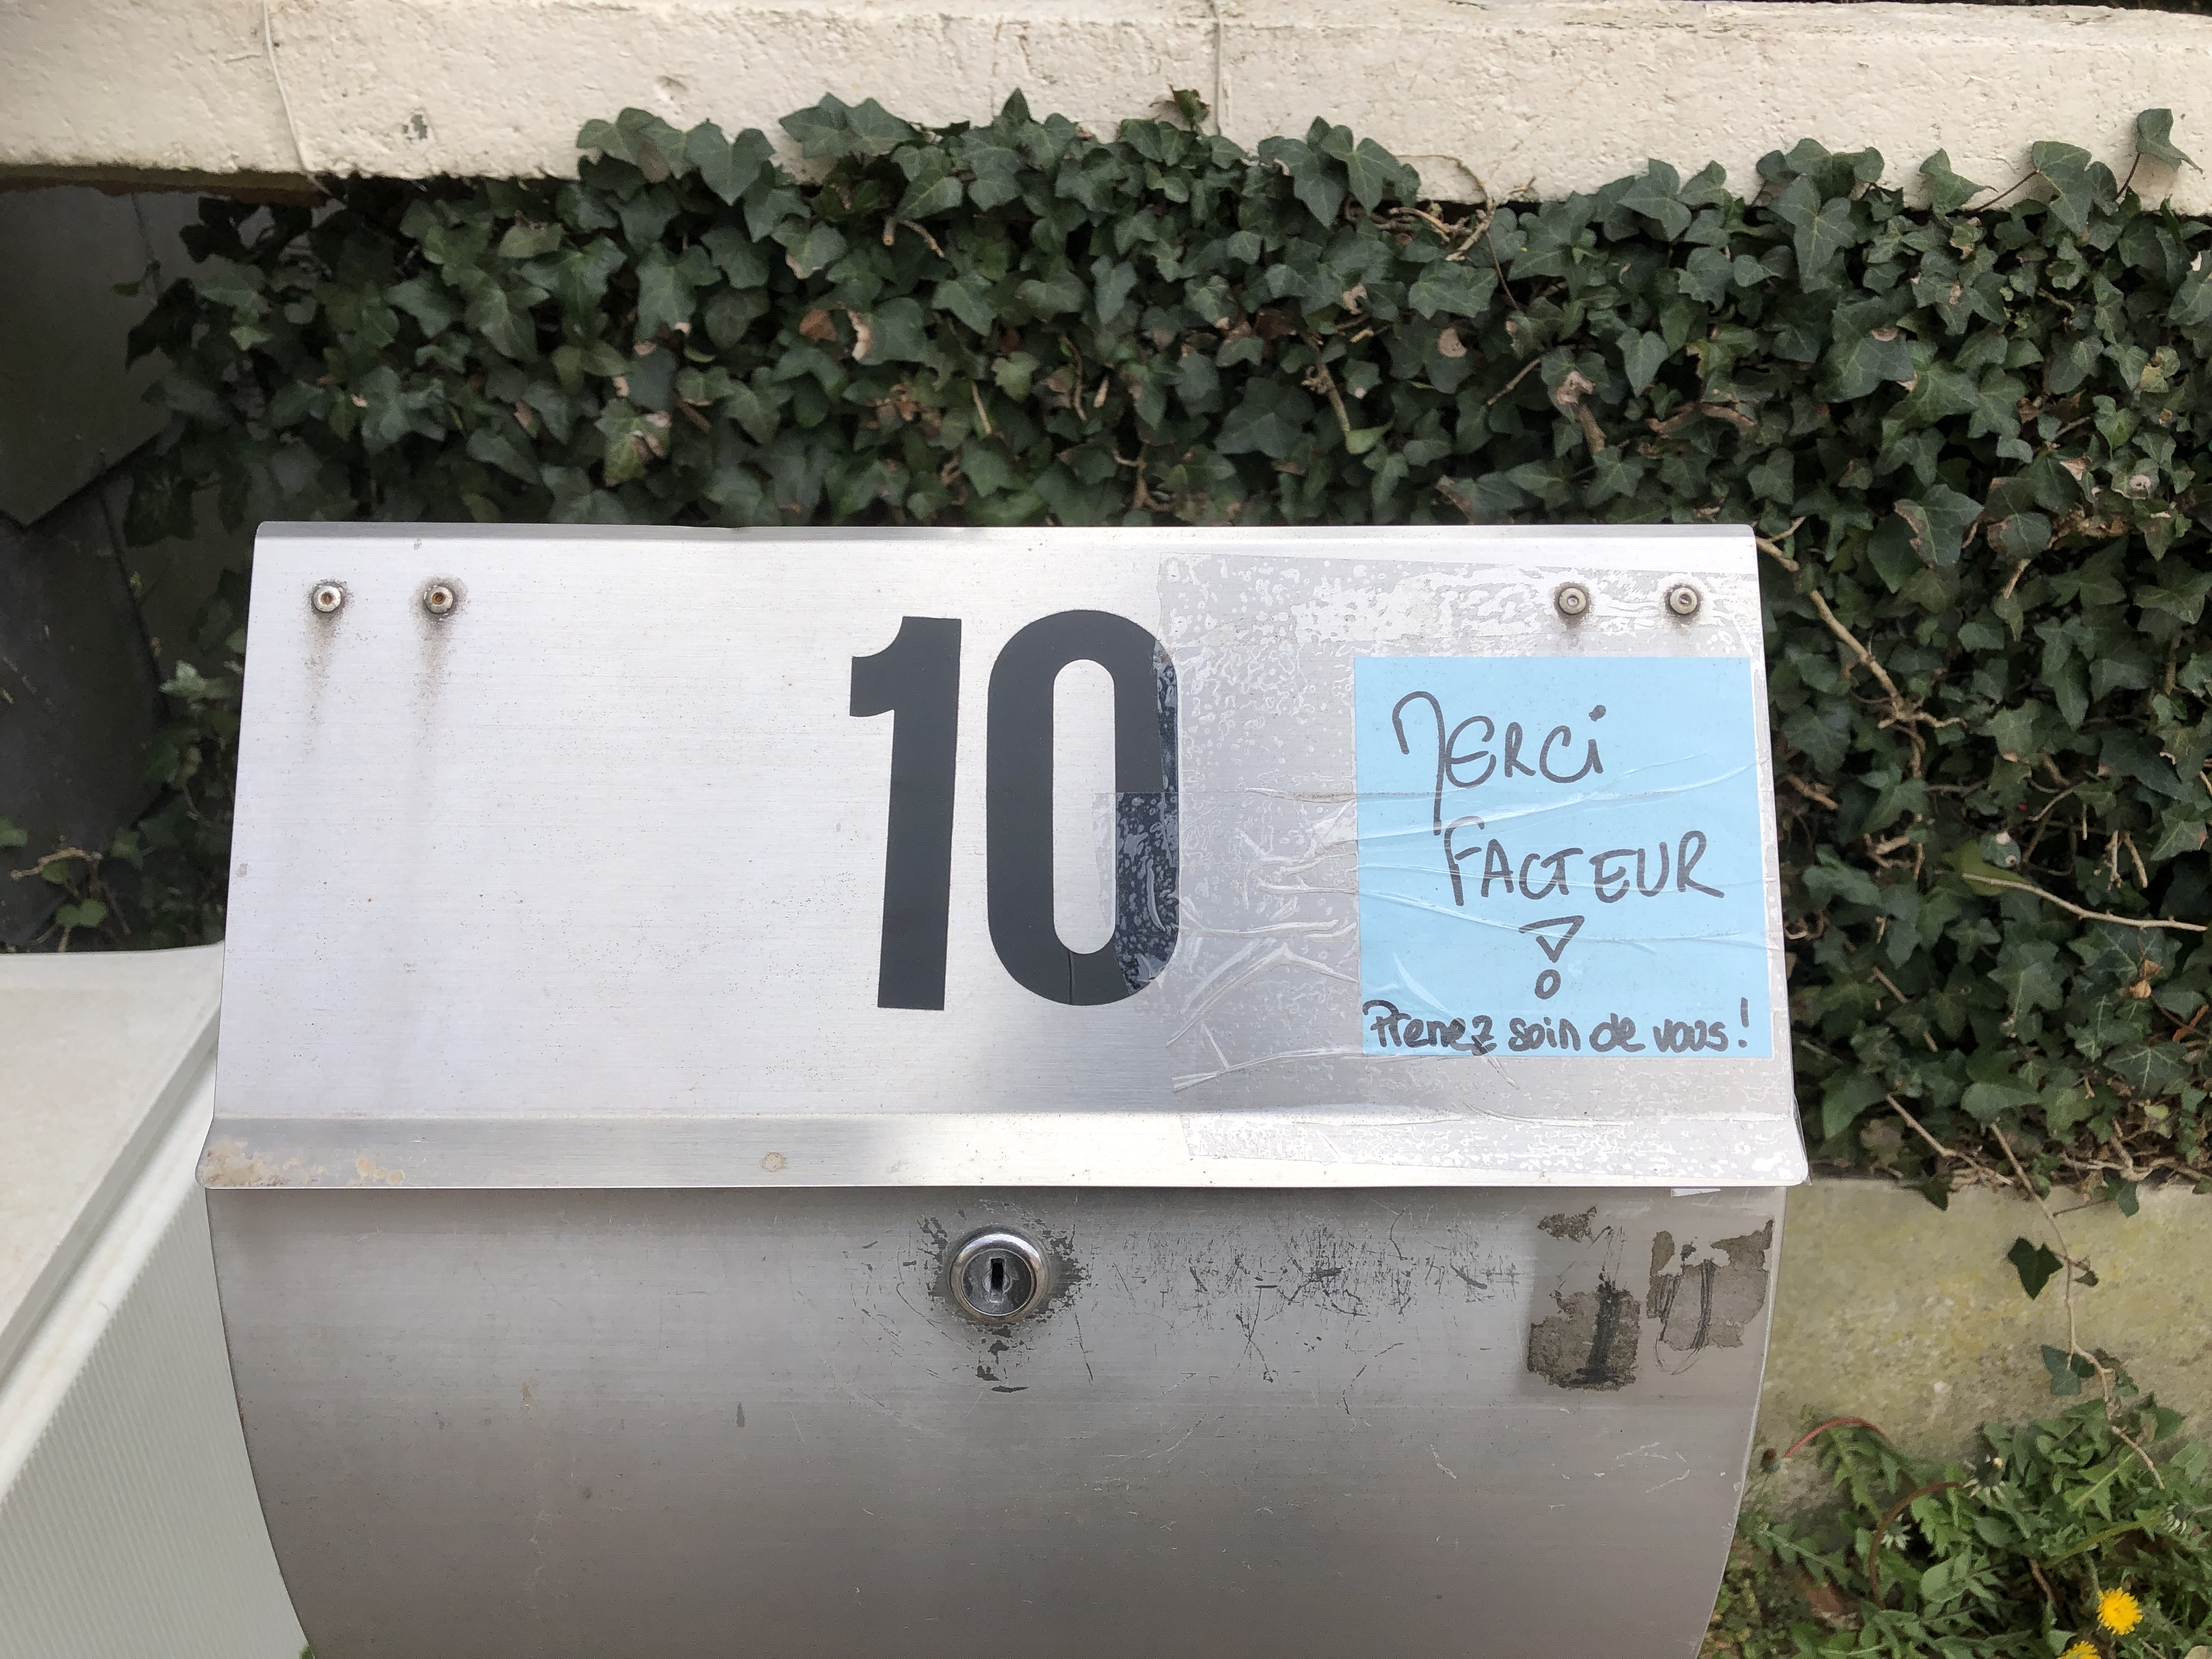 10
Merci
FACTEUR
!
Prenez soin de vous!